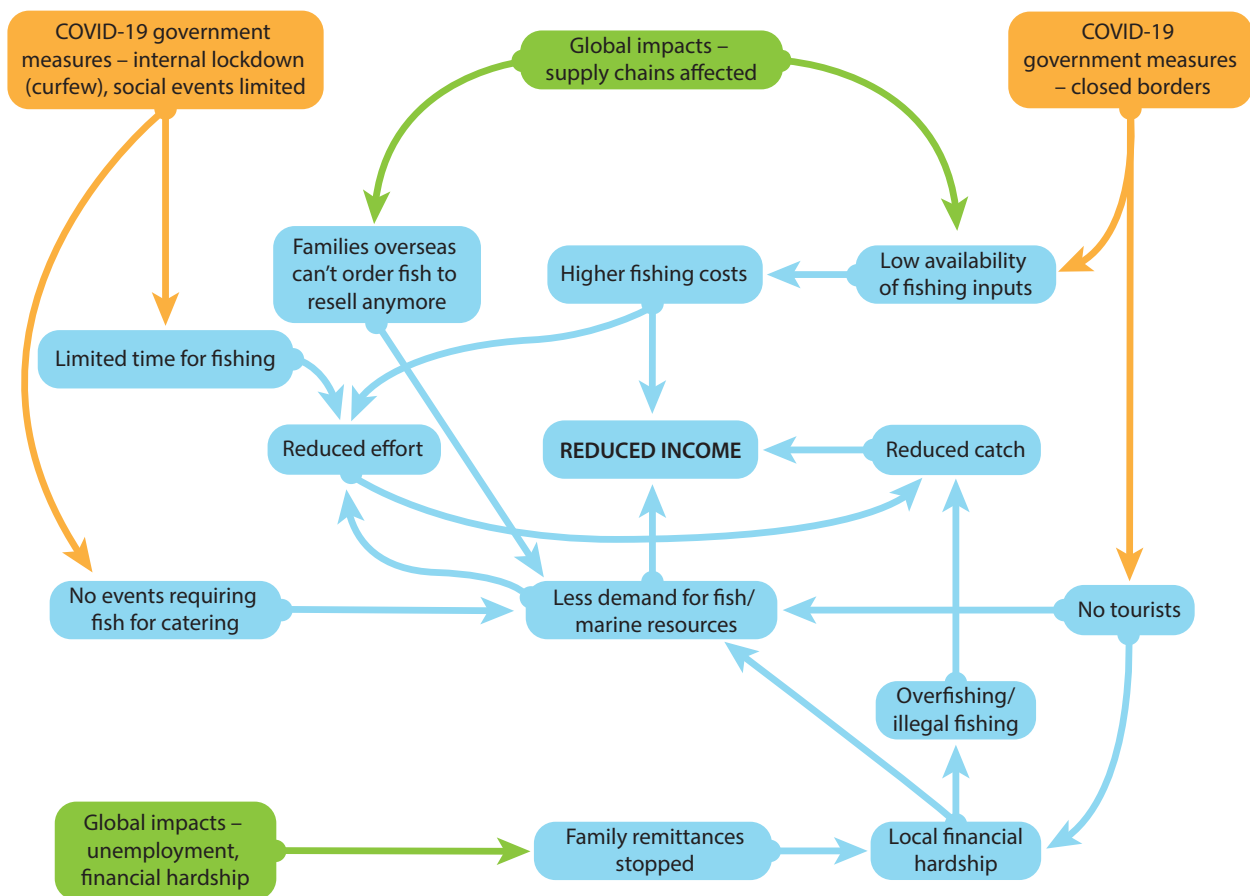 COVID-19 government
measures – internal lockdown
(curfew), social events limited
Global impacts –
supply chains affected
COVID-19
government measures
– closed borders
Families overseas
can’t order fish to
resell anymore
Higher fishing costs
Low availability
of fishing inputs
Limited time for fishing
Reduced effort
REDUCED INCOME
Reduced catch
No events requiring
fish for catering
Less demand for fish/
marine resources
No tourists
Overfishing/
illegal fishing
Global impacts –
unemployment,
financial hardship
Family remittances
stopped
Local financial
hardship